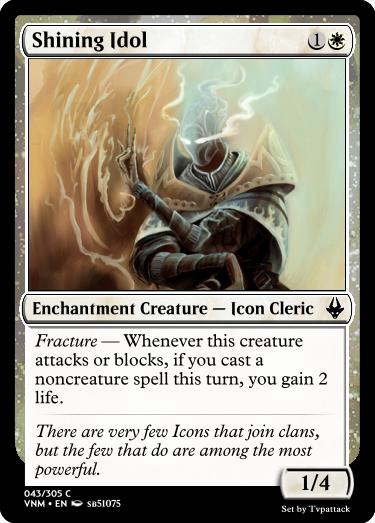 Shining Idol 1
Enchantment Creature — Icon Cleric
Fracture — Whenever this creature
attacks or blocks, if you cast a
noncreature spell this turn, you gain 2
life.
There are very few Icons that join clans,
but the few that do are among the most
powerful.
1/4
043/305 C
VNM • EN SB51075
Set by Tvpattack